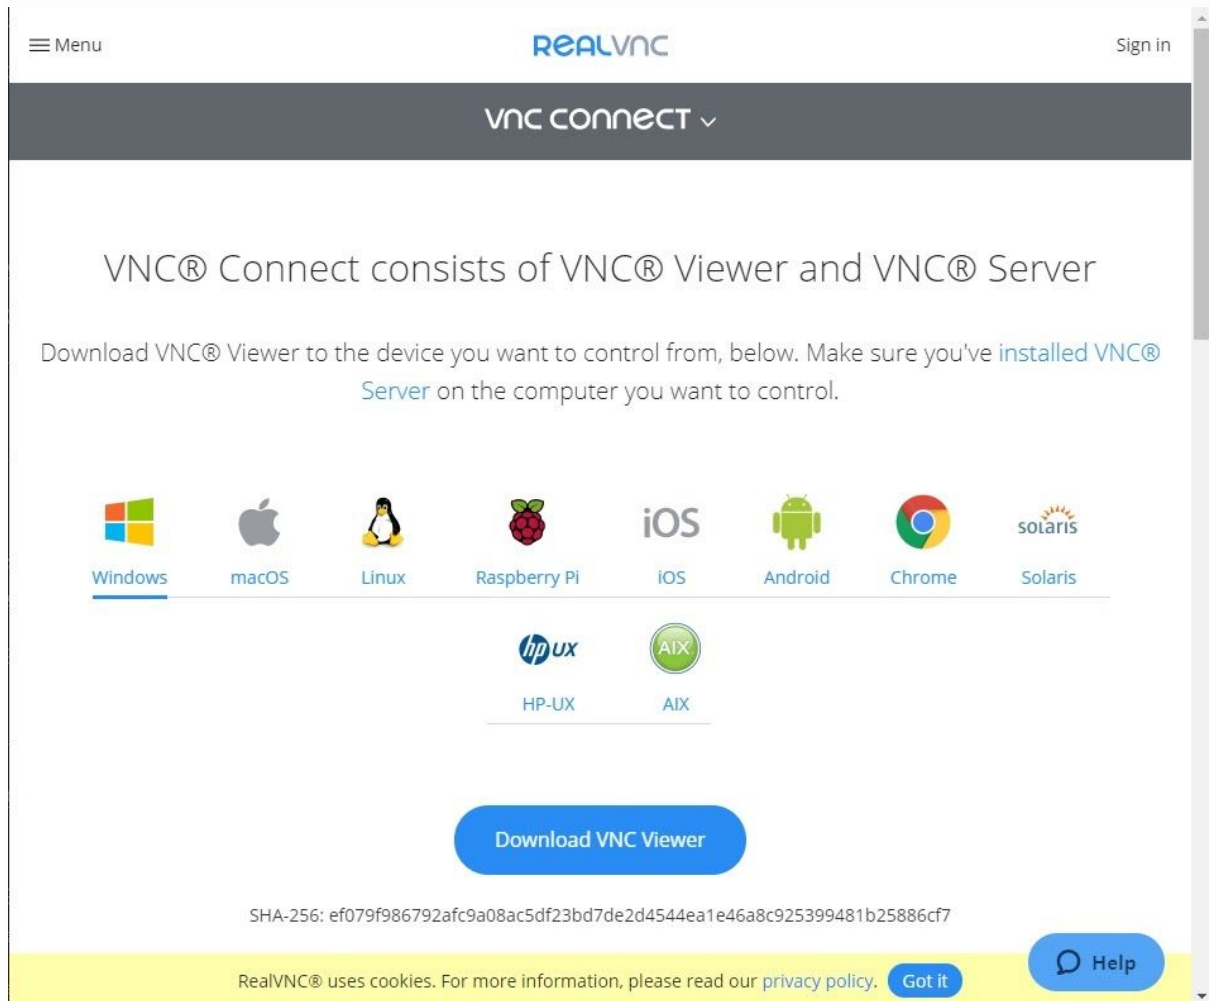 Menu
REALVNC
Sign in
VNC CONNECT
VNC® Connect consists of VNC® Viewer and VNC® Server
Download VNC® Viewer to the device you want to control from, below. Make sure you've installed VNC®
Server on the computer you want to control.
iOS
solaris
Windows macOS Linux Raspberry Pi iOS Android Chrome Solaris
hp UX
AIX
HP-UX AIX
Download VNC Viewer
SHA-256: ef079f986792afc9a08ac5df23bd7de2d4544ea1e46a8c925399481b25886cf7
Help
RealVNC® uses cookies. For more information, please read our privacy policy. Got it